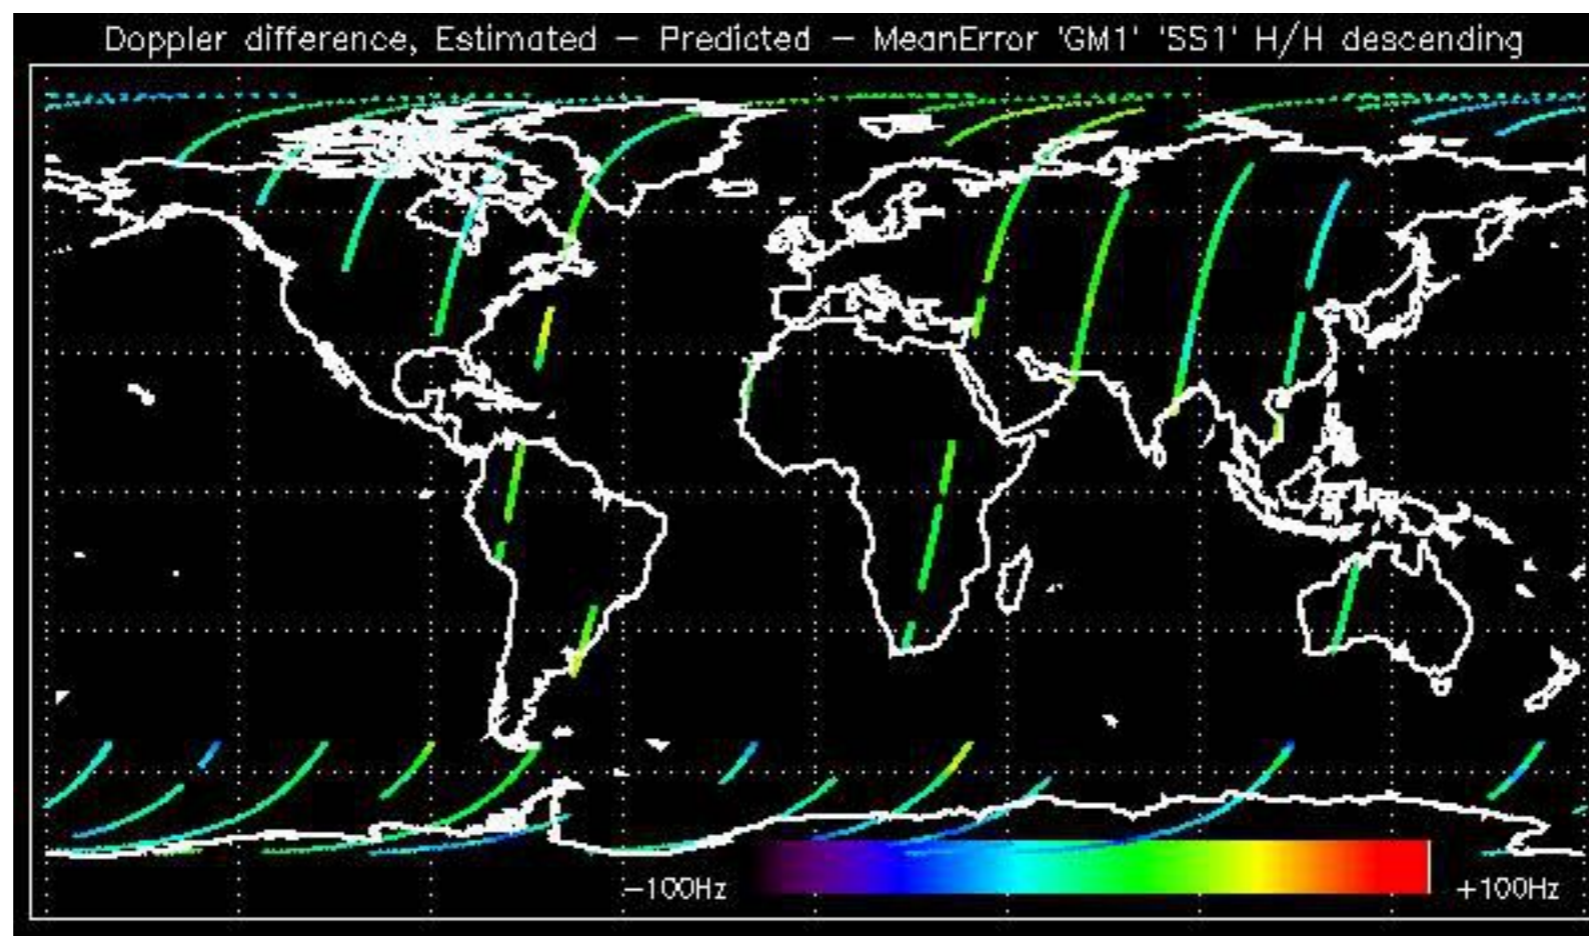 Doppler difference, Estimated – Predicted – MeanError 'GM1' 'SS1' H/H descending
−100Hz +100Hz